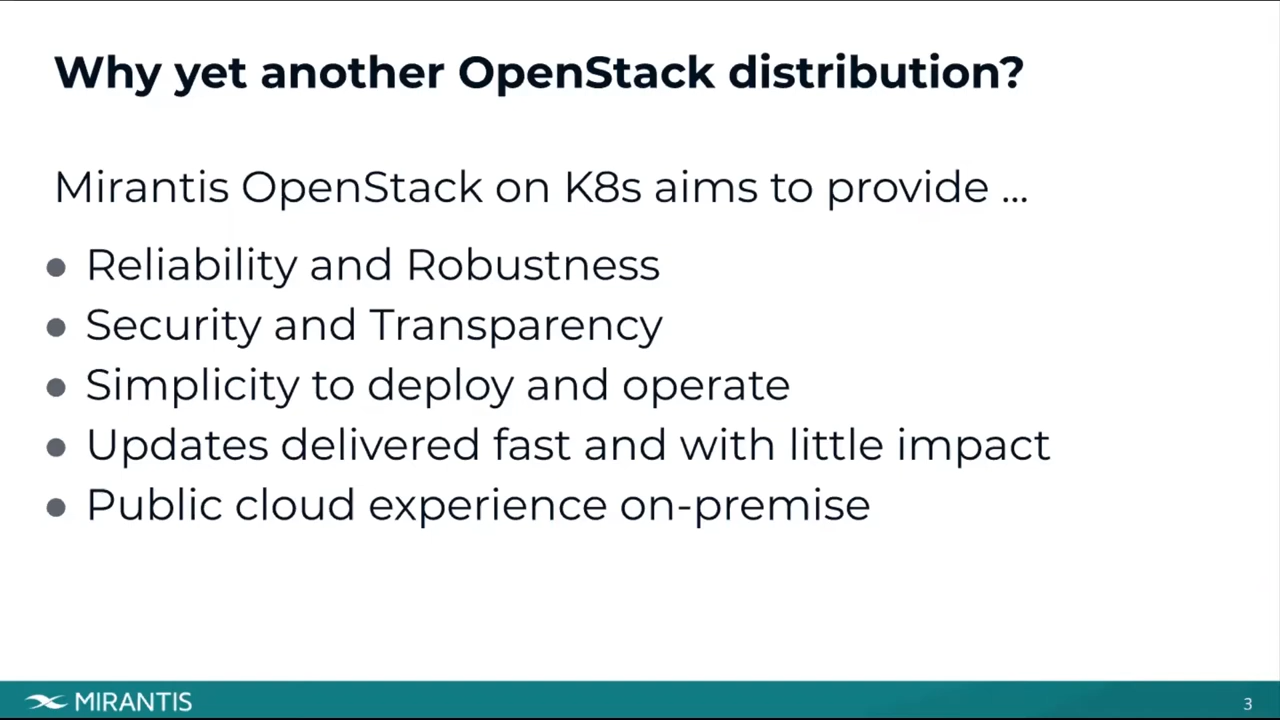 Why yet another OpenStack distribution?
Mirantis OpenStack on K8s aims to provide ...
● Reliability and Robustness
● Security and Transparency
● Simplicity to deploy and operate
● Updates delivered fast and with little impact
● Public cloud experience on-premise
MIRANTIS
3